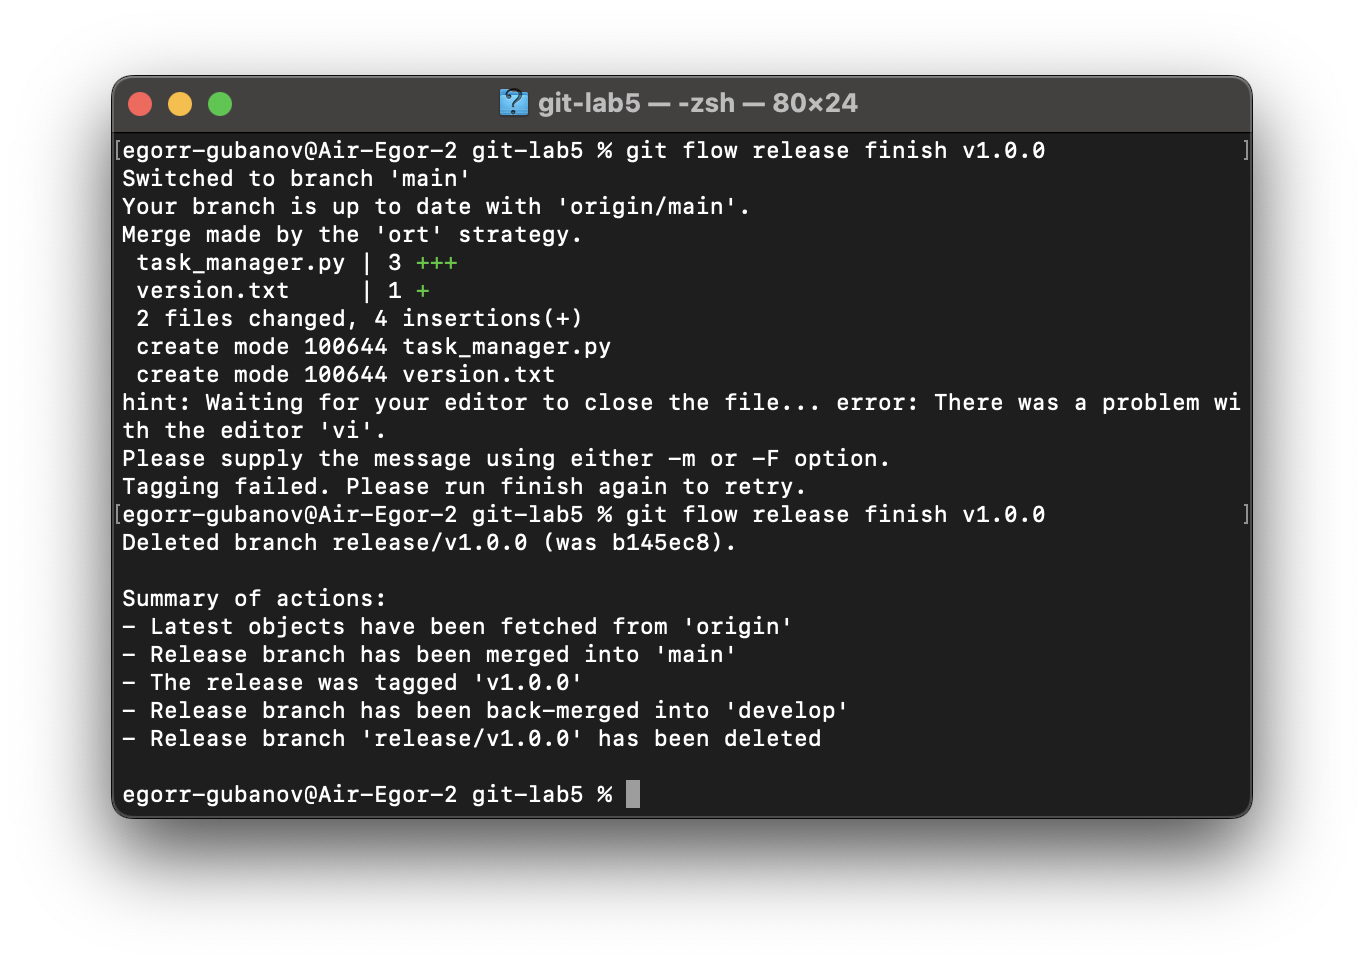 git-lab5 — -zsh — 80×24
[egorr-gubanov@Air-Egor-2 git-lab5 % git flow release finish v1.0.0 ]
Switched to branch 'main'
Your branch is up to date with 'origin/main'.
Merge made by the 'ort' strategy.
 task_manager.py | 3 +++
 version.txt     | 1 +
 2 files changed, 4 insertions(+)
 create mode 100644 task_manager.py
 create mode 100644 version.txt
hint: Waiting for your editor to close the file... error: There was a problem wi
th the editor 'vi'.
Please supply the message using either -m or -F option.
Tagging failed. Please run finish again to retry.
[egorr-gubanov@Air-Egor-2 git-lab5 % git flow release finish v1.0.0 ]
Deleted branch release/v1.0.0 (was b145ec8).
Summary of actions:
- Latest objects have been fetched from 'origin'
- Release branch has been merged into 'main'
- The release was tagged 'v1.0.0'
- Release branch has been back-merged into 'develop'
- Release branch 'release/v1.0.0' has been deleted
egorr-gubanov@Air-Egor-2 git-lab5 %